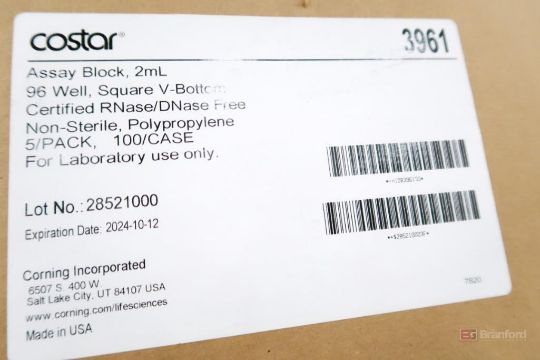 costar®
3961
Assay Block, 2mL
96 Well, Square V-Bottom
Certified RNase/DNase Free
Non-Sterile, Polypropylene
5/PACK, 100/CASE
For Laboratory use only.
Lot No.: 28521000
Expiration Date: 2024-10-12
Corning Incorporated
6507 S. 400 W.
Salt Lake City, UT 84107 USA
www.corning.com/lifesciences
Made in USA
7820
EG Branford